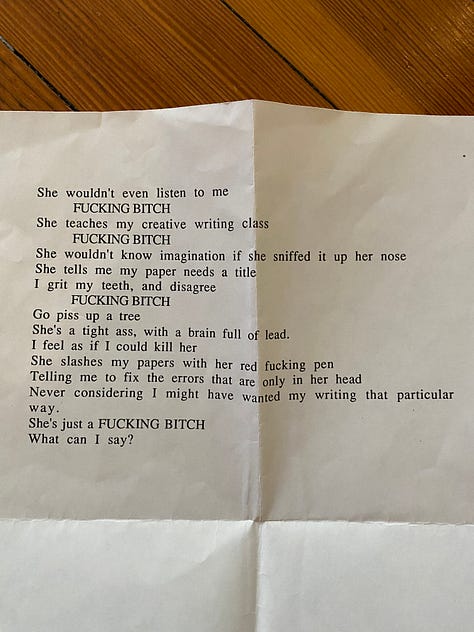 She wouldn't even listen to me
FUCKING BITCH
She teaches my creative writing class
FUCKING BITCH
She wouldn't know imagination if she sniffed it up her nose
She tells me my paper needs a title
I grit my teeth, and disagree
FUCKING BITCH
Go piss up a tree
She's a tight ass, with a brain full of lead.
I feel as if I could kill her
She slashes my papers with her red fucking pen
Telling me to fix the errors that are only in her head
Never considering I might have wanted my writing that particular
way.
She's just a FUCKING BITCH
What can I say?